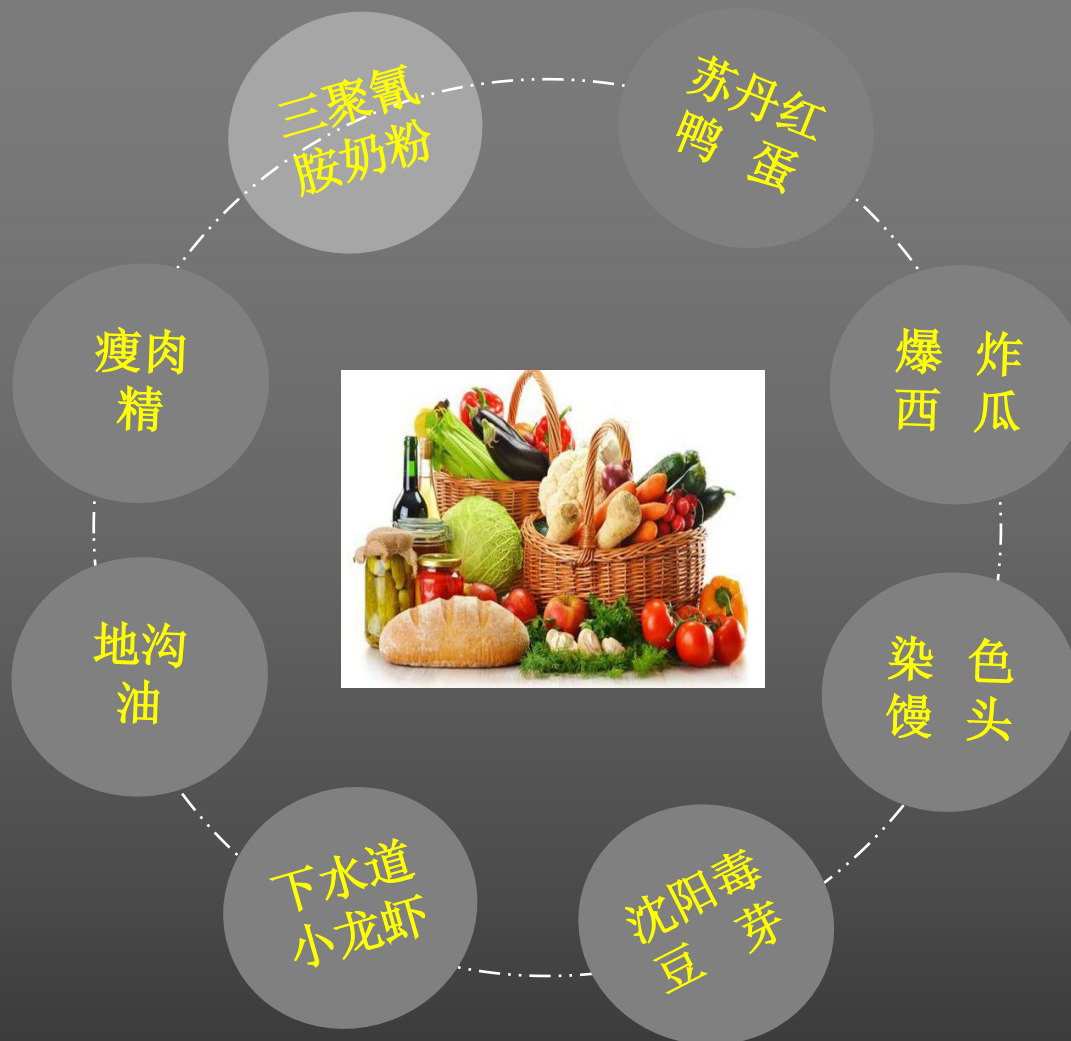 三聚氰
胺奶粉
苏丹红
鸭 蛋
瘦肉
精
爆 炸
西 瓜
地沟
油
染 色
馒 头
下水道
小龙虾
沈阳毒
豆 芽